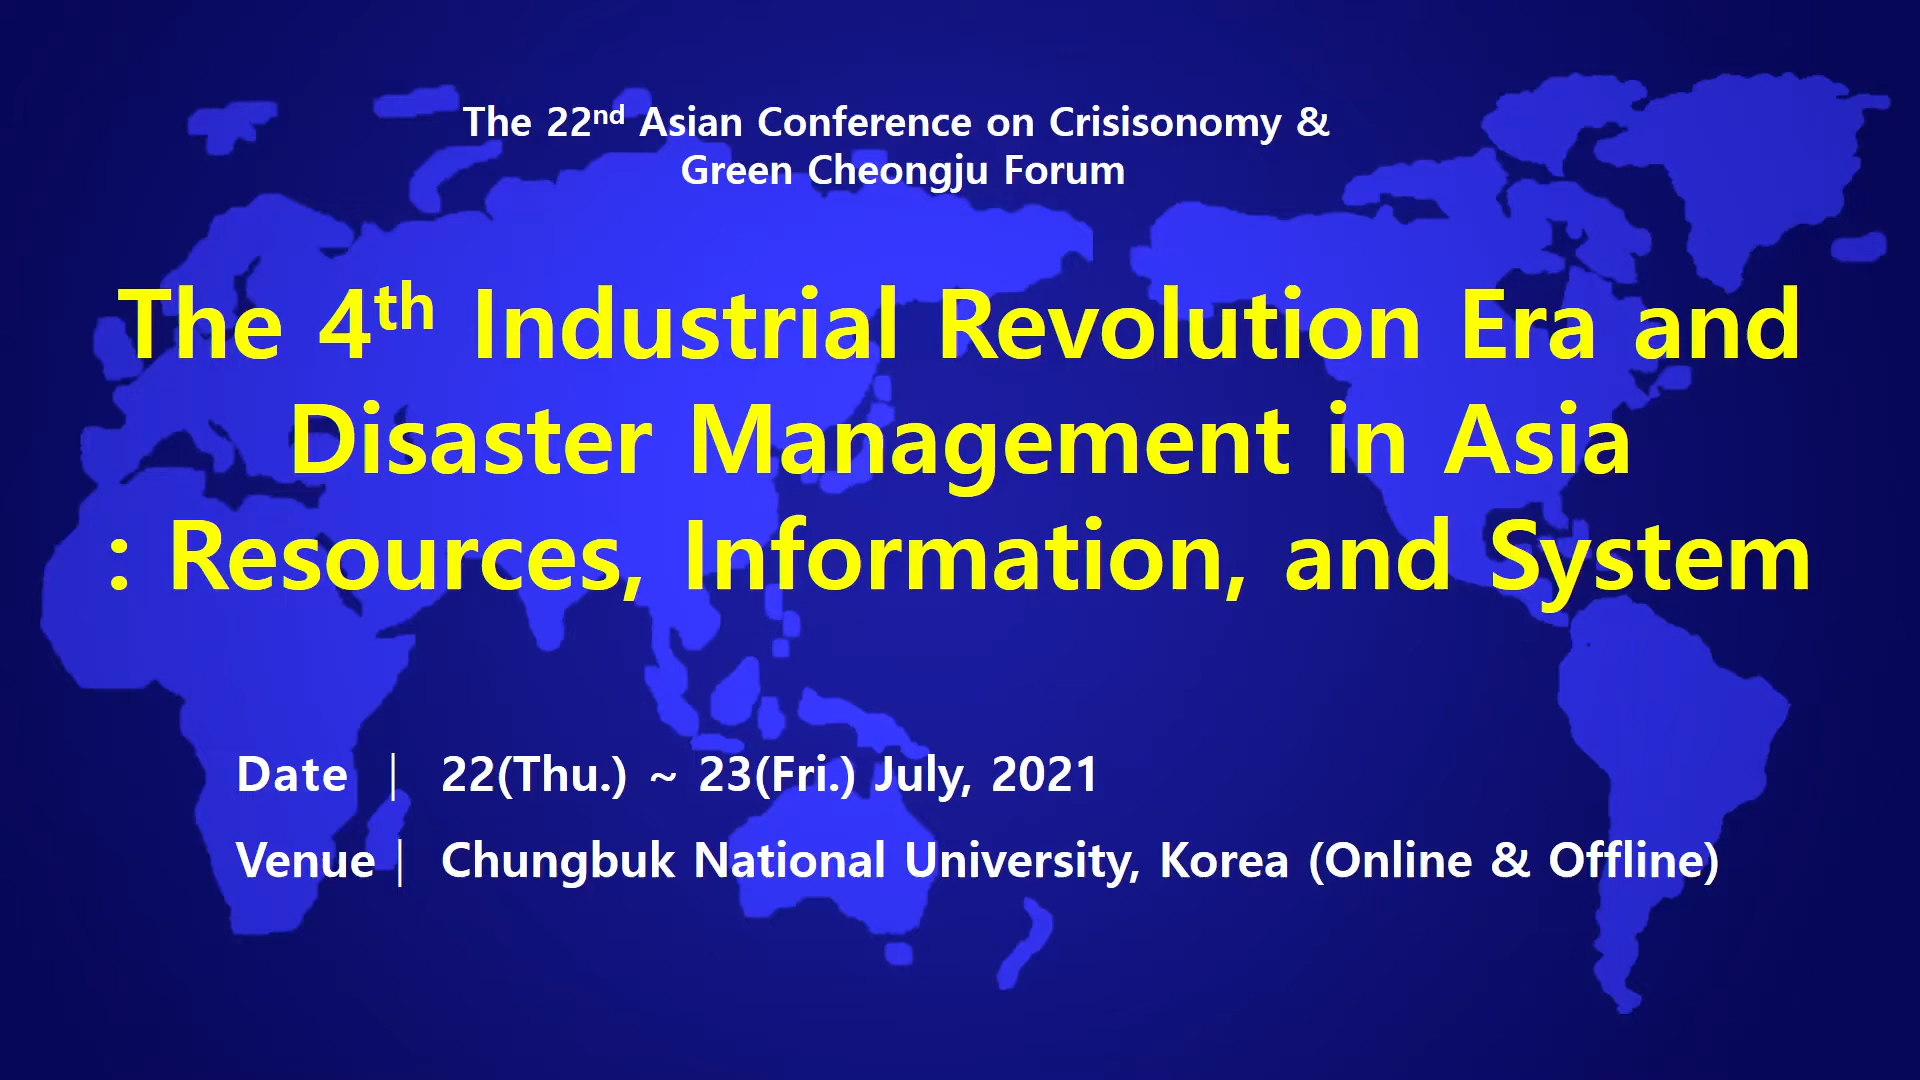 The 22nd Asian Conference on Crisisonomy &
Green Cheongju Forum
The 4th Industrial Revolution Era and
Disaster Management in Asia
: Resources, Information, and System
Date | 22(Thu.) ~ 23(Fri.) July, 2021
Venue | Chungbuk National University, Korea (Online & Offline)